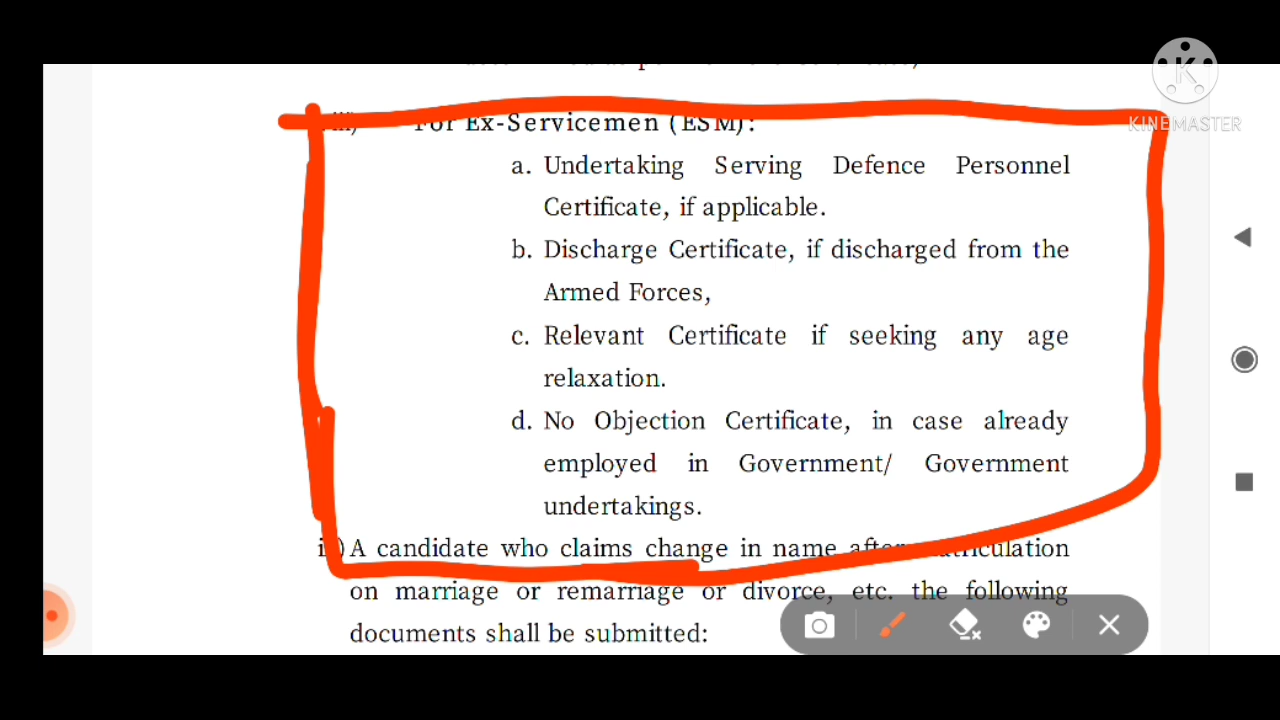 KINEMASTER
For Ex-Servicemen (ESM):
a. Undertaking Serving Defence Personnel
Certificate, if applicable.
b. Discharge Certificate, if discharged from the
Armed Forces,
c. Relevant Certificate if seeking any age
relaxation.
d. No Objection Certificate, in case already
employed in Government/ Government
undertakings.
A candidate who claims change in name after matriculation
on marriage or remarriage or divorce, etc. the following
documents shall be submitted: